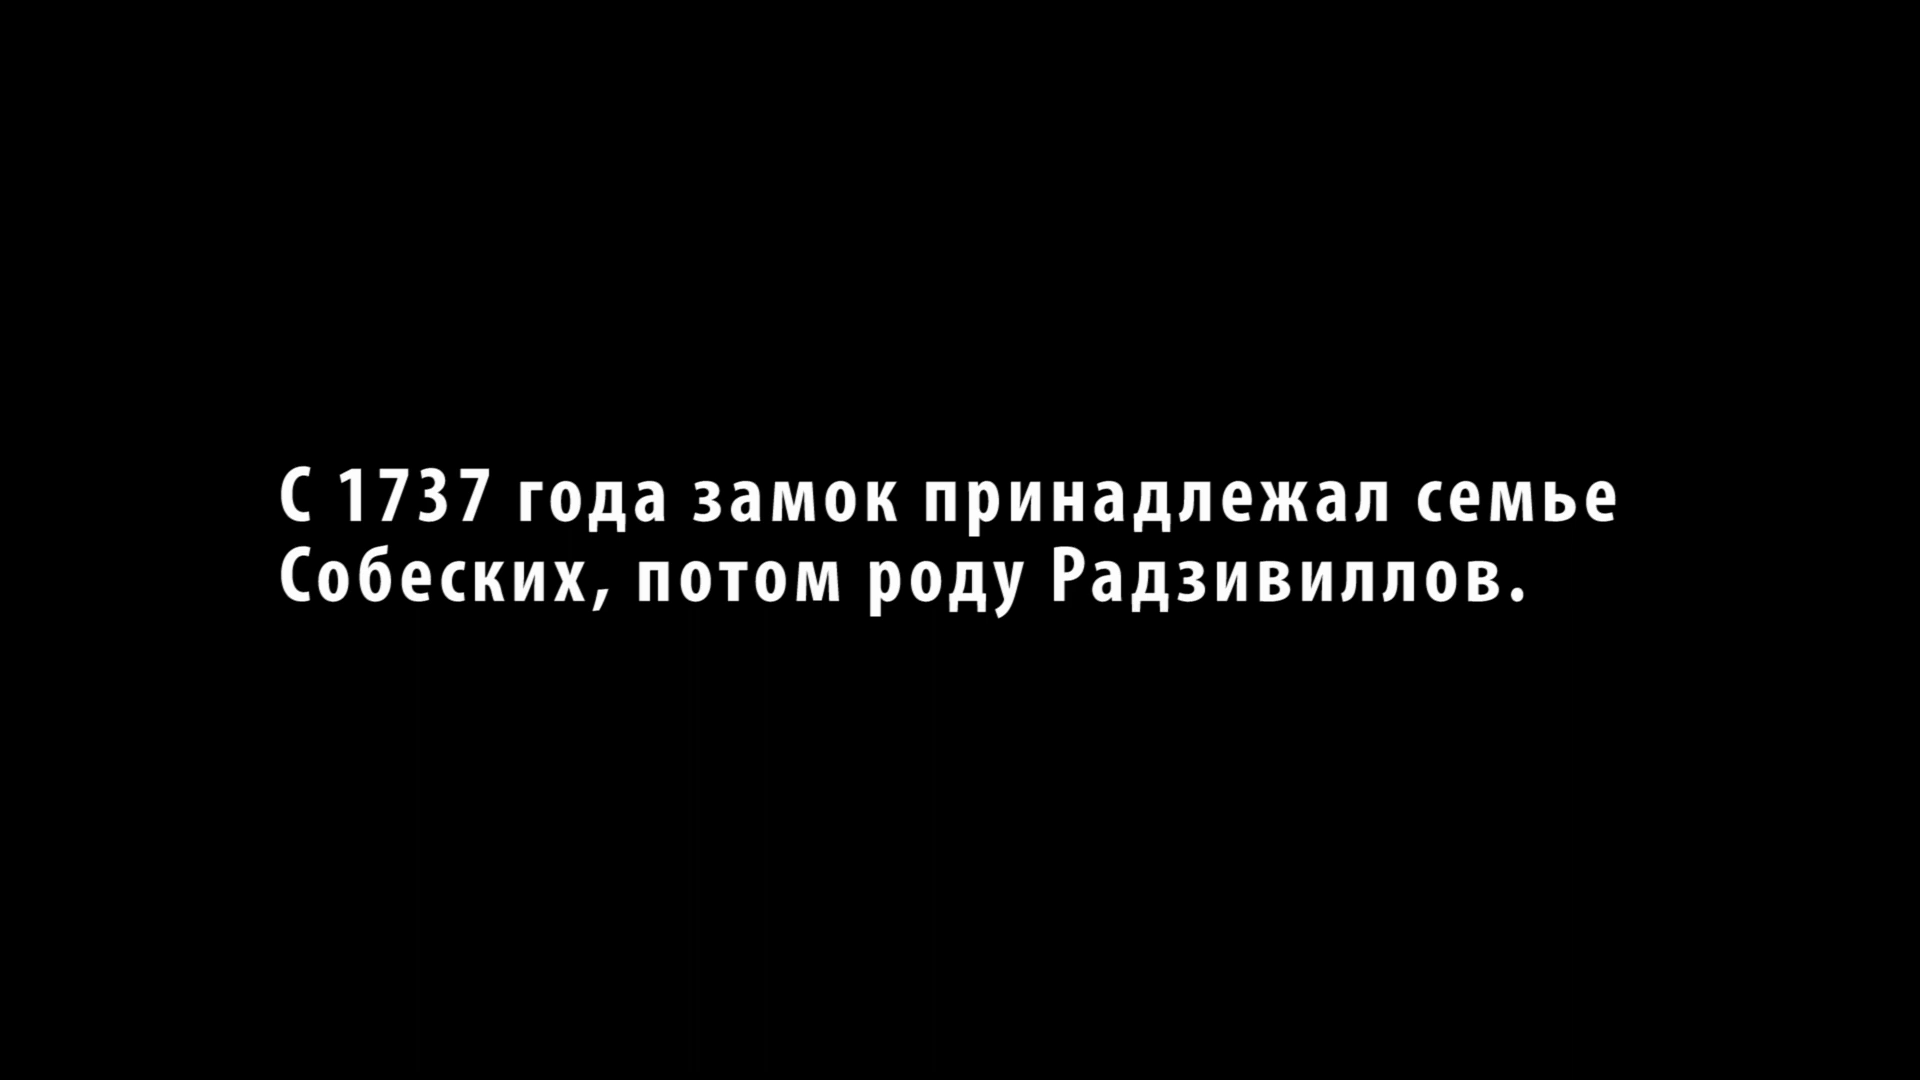 С 1737 года замок принадлежал семье
Собеских, потом роду Радзивиллов.